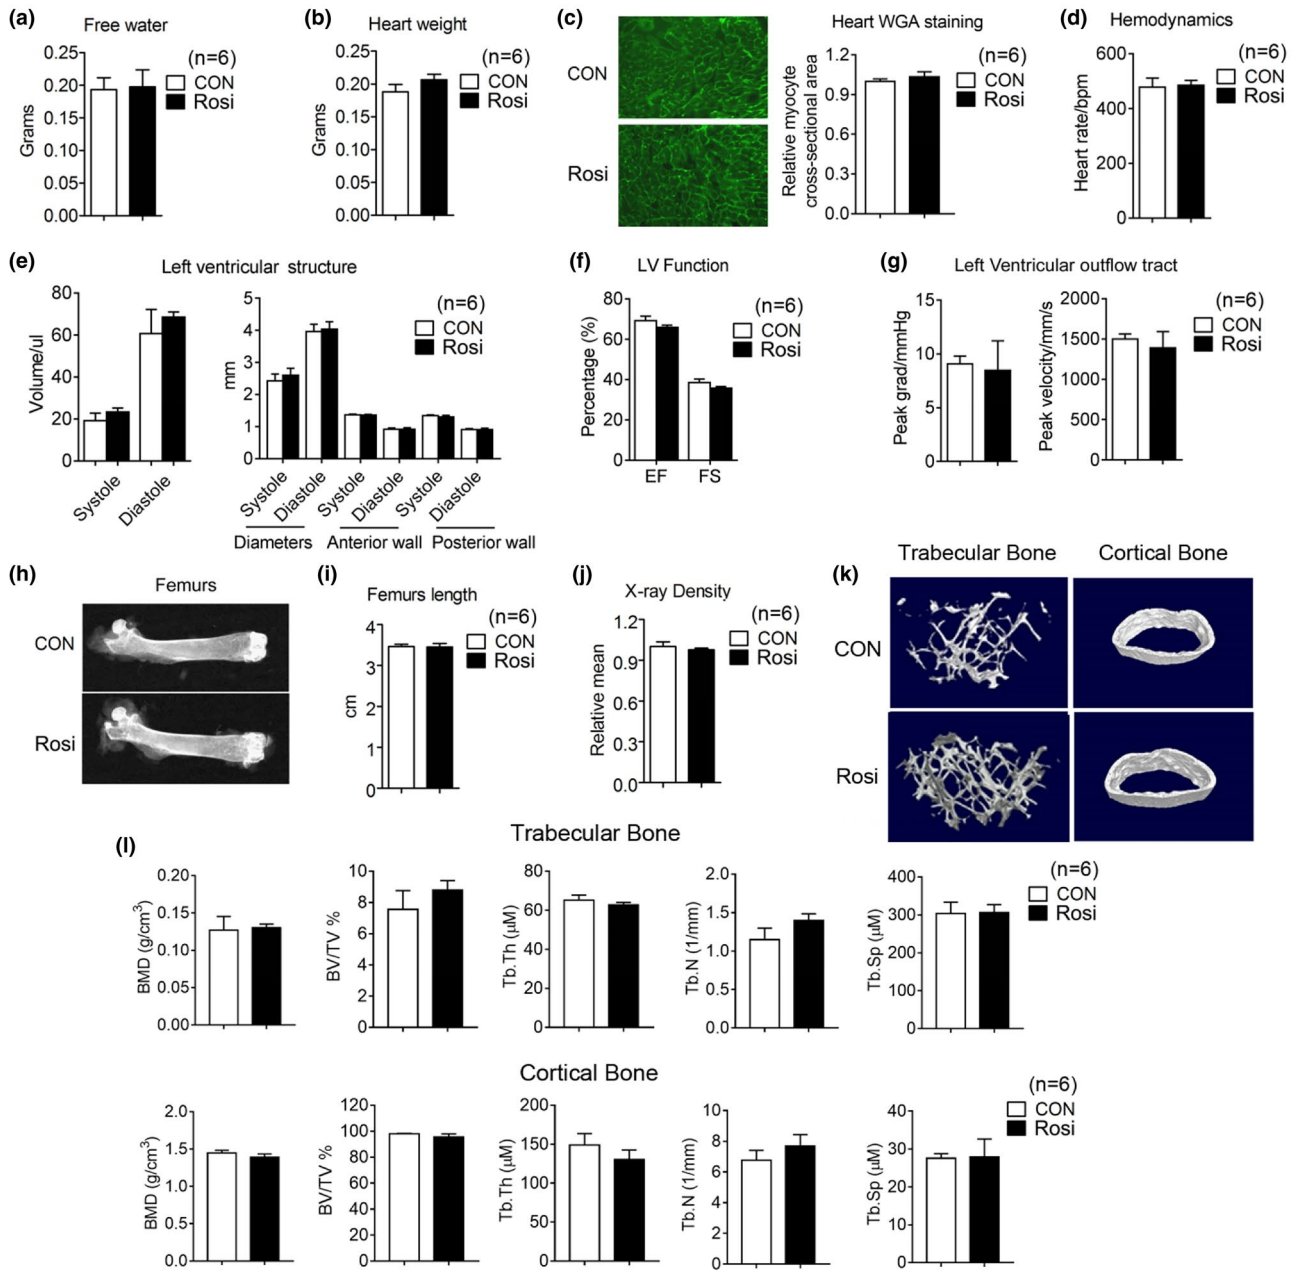 (a)
Free water
(n=6)
CON
Rosi
Grams
0.25
0.20
0.15
0.10
0.05
0.00
(b)
Heart weight
(n=6)
CON
Rosi
Grams
0.25
0.20
0.15
0.10
0.05
0.00
(c)
CON
Rosi
Heart WGA staining
(n=6)
CON
Rosi
Relative myocyte
cross-sectional area
1.2
0.9
0.6
0.3
0.0
(d)
Hemodynamics
(n=6)
CON
Rosi
Heart rate/bpm
600
400
200
0
(e)
Left ventricular structure
Volume/ul
80
60
40
20
0
Systole
Diastole
mm
5
4
3
2
1
0
(n=6)
CON
Rosi
Systole
Diastole
Systole
Diastole
Systole
Diastole
Diameters
Anterior wall
Posterior wall
(f)
LV Function
(n=6)
CON
Rosi
Percentage (%)
80
60
40
20
0
EF
FS
(g)
Left Ventricular outflow tract
Peak grad/mmHg
15
10
5
0
Peak velocity/mm/s
2000
1500
1000
500
0
(n=6)
CON
Rosi
(h)
Femurs
CON
Rosi
(i)
Femurs length
(n=6)
CON
Rosi
cm
4
3
2
1
0
(j)
X-ray Density
(n=6)
CON
Rosi
Relative mean
1.2
0.9
0.6
0.3
0.0
(k)
Trabecular Bone
Cortical Bone
CON
Rosi
(l)
Trabecular Bone
BMD (g/cm3)
0.20
0.15
0.10
0.05
0.00
BV/TV %
10
8
6
4
2
0
Tb.Th (μM)
80
60
40
20
0
Tb.N (1/mm)
2.0
1.5
1.0
0.5
0.0
Tb.Sp (μM)
400
300
200
100
0
(n=6)
CON
Rosi
Cortical Bone
BMD (g/cm3)
2.0
1.5
1.0
0.5
0.0
BV/TV %
120
100
80
60
40
20
0
Tb.Th (μM)
200
150
100
50
0
Tb.N (1/mm)
10
8
6
4
2
0
Tb.Sp (μM)
40
30
20
10
0
(n=6)
CON
Rosi